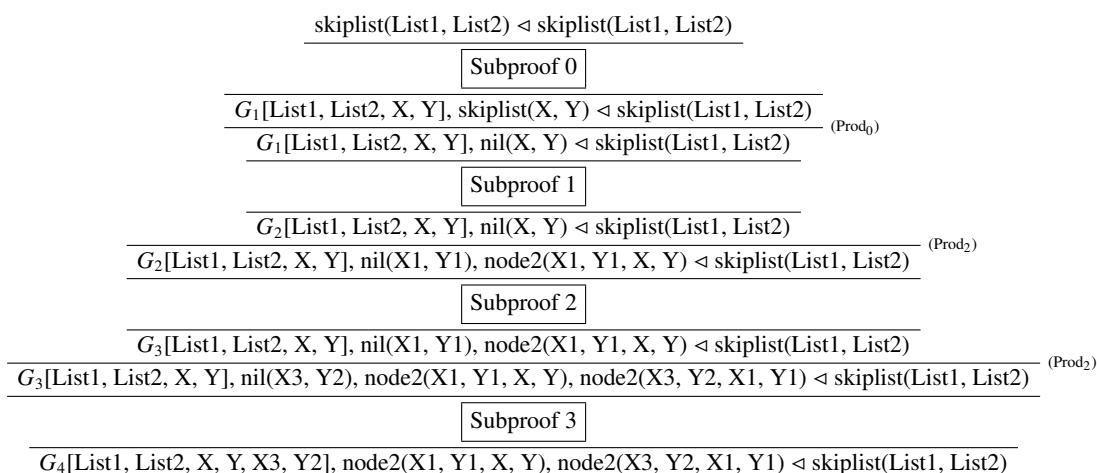 skiplist(List1, List2) ◃ skiplist(List1, List2)
Subproof 0
G₁[List1, List2, X, Y], skiplist(X, Y) ◃ skiplist(List1, List2)
(Prod₀)
G₁[List1, List2, X, Y], nil(X, Y) ◃ skiplist(List1, List2)
Subproof 1
G₂[List1, List2, X, Y], nil(X, Y) ◃ skiplist(List1, List2)
(Prod₂)
G₂[List1, List2, X, Y], nil(X1, Y1), node2(X1, Y1, X, Y) ◃ skiplist(List1, List2)
Subproof 2
G₃[List1, List2, X, Y], nil(X1, Y1), node2(X1, Y1, X, Y) ◃ skiplist(List1, List2)
(Prod₂)
G₃[List1, List2, X, Y], nil(X3, Y2), node2(X1, Y1, X, Y), node2(X3, Y2, X1, Y1) ◃ skiplist(List1, List2)
Subproof 3
G₄[List1, List2, X, Y, X3, Y2], node2(X1, Y1, X, Y), node2(X3, Y2, X1, Y1) ◃ skiplist(List1, List2)